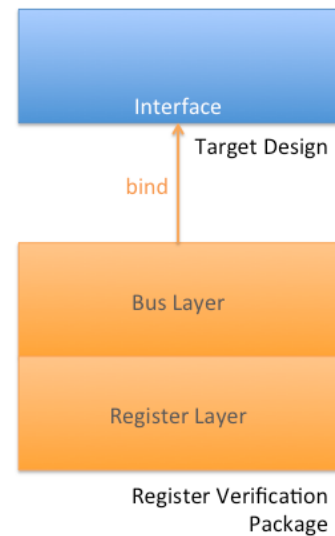 Interface
Target Design
bind
Bus Layer
Register Layer
Register Verification
Package